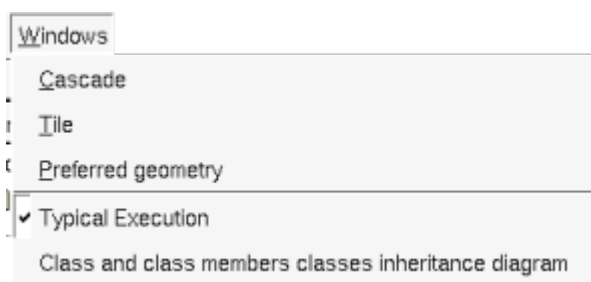 Windows
Cascade
Tile
Preferred geometry
Typical Execution
Class and class members classes inheritance diagram